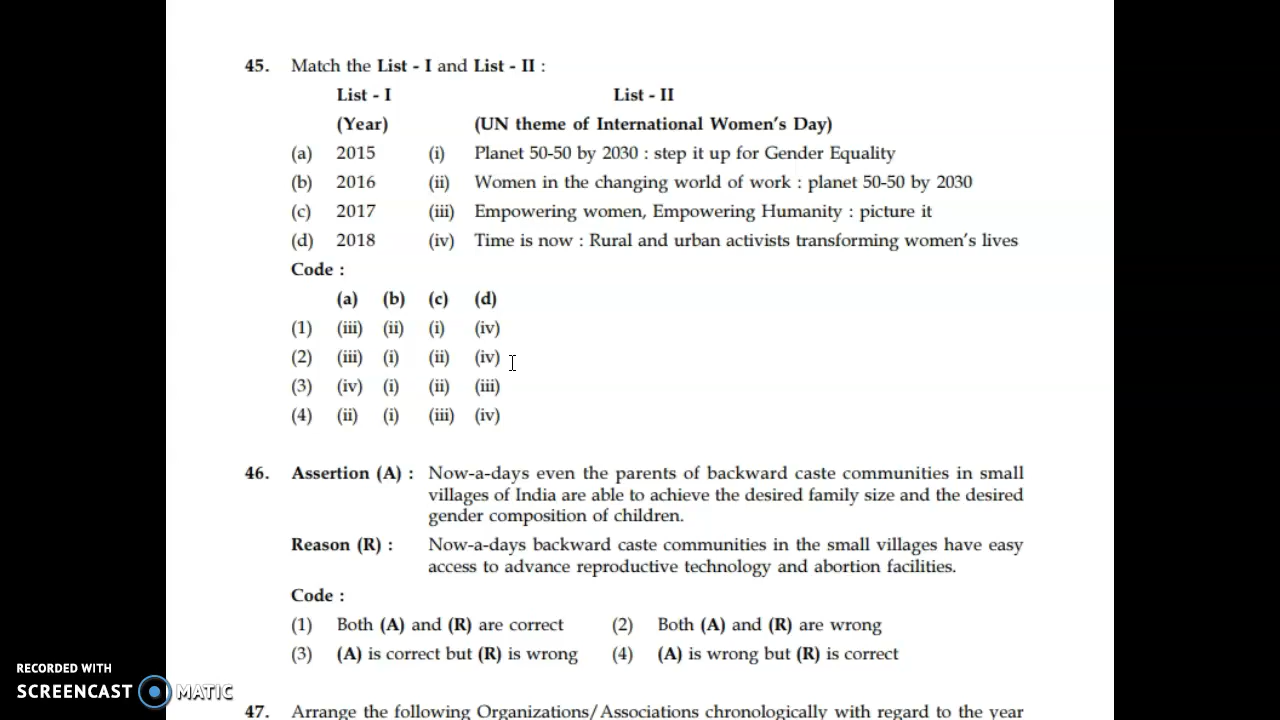 45. Match the List - I and List - II :
List - I List - II
(Year) (UN theme of International Women's Day)
(a) 2015 (i) Planet 50-50 by 2030 : step it up for Gender Equality
(b) 2016 (ii) Women in the changing world of work : planet 50-50 by 2030
(c) 2017 (iii) Empowering women, Empowering Humanity : picture it
(d) 2018 (iv) Time is now : Rural and urban activists transforming women's lives
Code :
(a) (b) (c) (d)
(1) (iii) (ii) (i) (iv)
(2) (iii) (i) (ii) (iv)
(3) (iv) (i) (ii) (iii)
(4) (ii) (i) (iii) (iv)
46. Assertion (A) : Now-a-days even the parents of backward caste communities in small
villages of India are able to achieve the desired family size and the desired
gender composition of children.
Reason (R) : Now-a-days backward caste communities in the small villages have easy
access to advance reproductive technology and abortion facilities.
Code :
(1) Both (A) and (R) are correct (2) Both (A) and (R) are wrong
(3) (A) is correct but (R) is wrong (4) (A) is wrong but (R) is correct
47. Arrange the following Organizations/Associations chronologically with regard to the year
RECORDED WITH
SCREENCAST MATIC